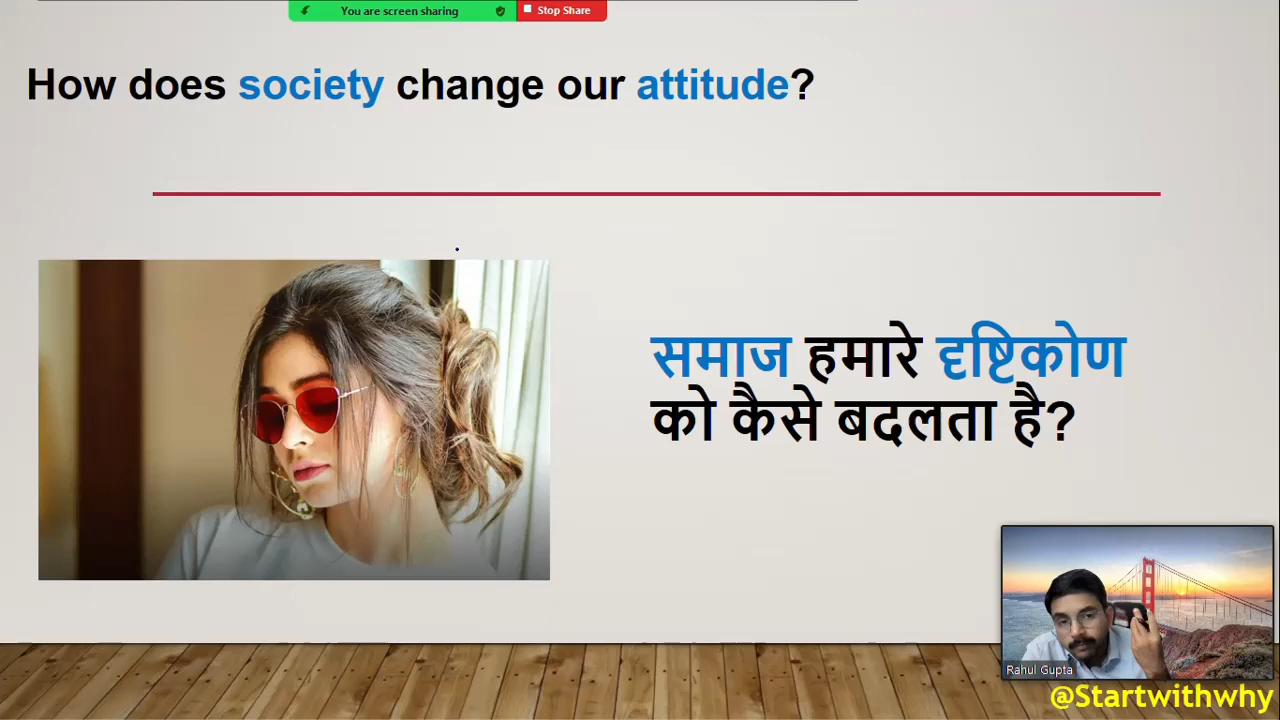 You are screen sharing
Stop Share
How does society change our attitude?
समाज हमारे दृष्टिकोण
को कैसे बदलता है?
Rahul Gupta
@Startwithwhy